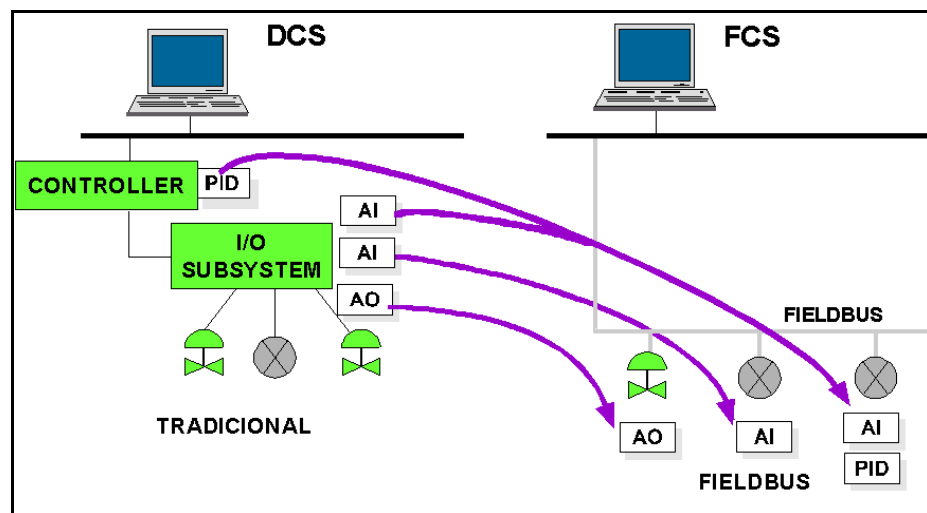 DCS
FCS
CONTROLLER
PID
AI
I/O
SUBSYSTEM
AI
AO
FIELDBUS
TRADICIONAL
AO
AI
AI
PID
FIELDBUS